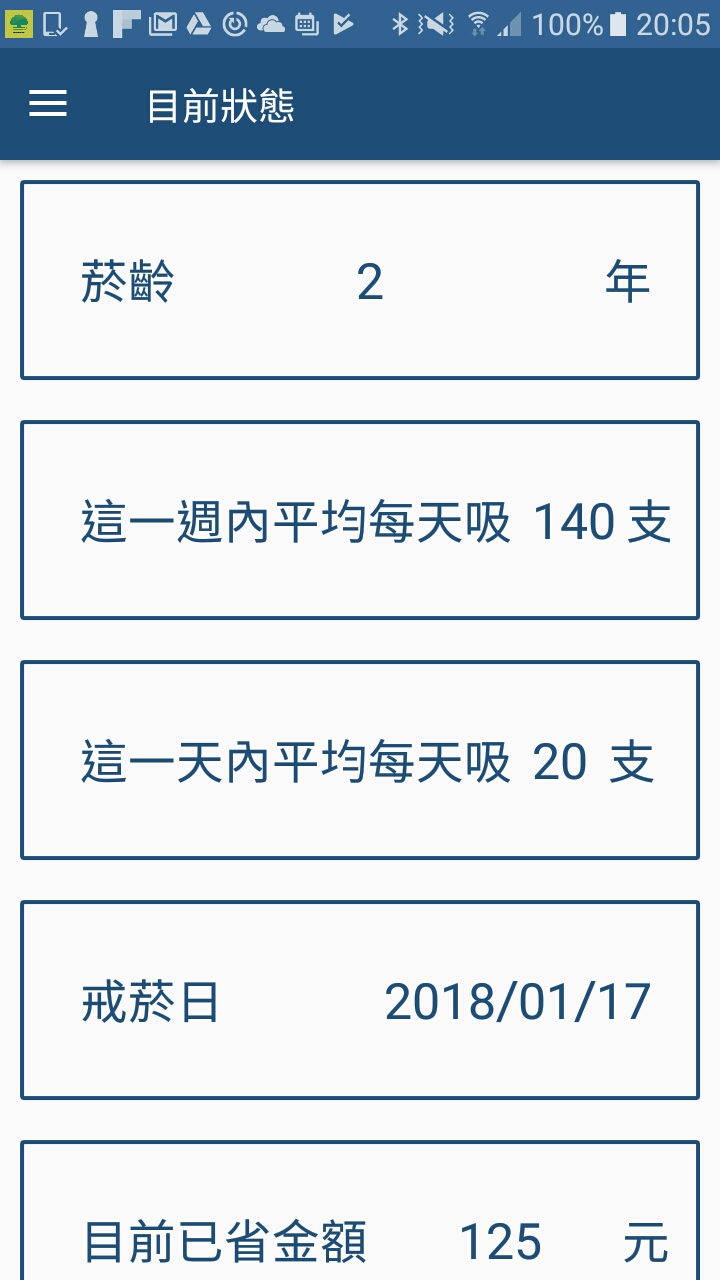 100% 20:05
目前狀態
菸齡 2 年
這一週內平均每天吸 140 支
這一天內平均每天吸 20 支
戒菸日 2018/01/17
目前已省金額 125 元